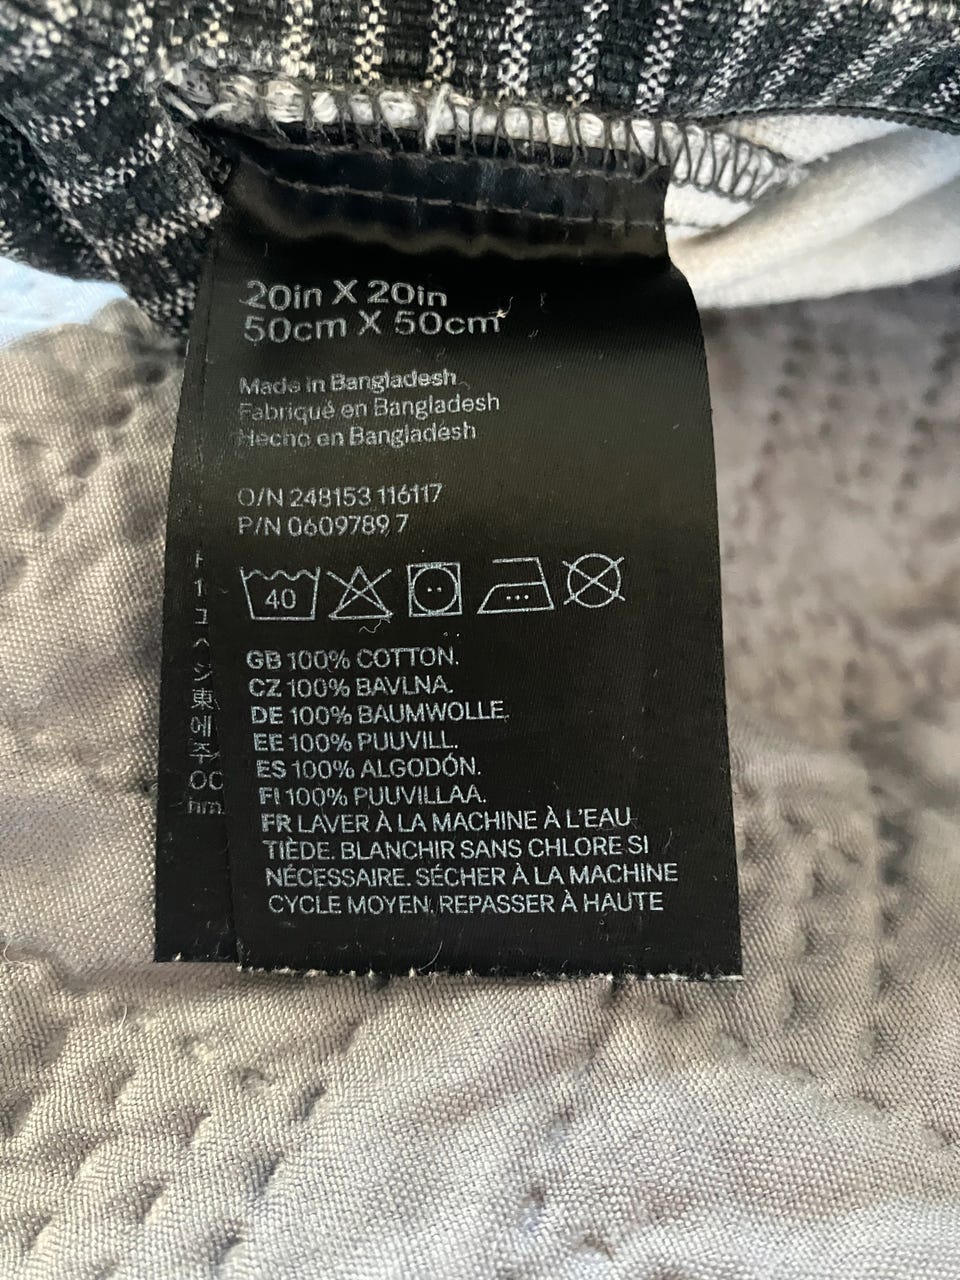 20in X 20in
50cm X 50cm
Made in Bangladesh
Fabriqué en Bangladesh
Hecho en Bangladésh
O/N 248153 116117
P/N 0609789 7
40
GB 100% COTTON.
CZ 100% BAVLNA.
DE 100% BAUMWOLLE.
EE 100% PUUVILL.
ES 100% ALGODÓN.
FI 100% PUUVILLAA.
FR LAVER À LA MACHINE À L'EAU
TIÈDE. BLANCHIR SANS CHLORE SI
NÉCESSAIRE. SÉCHER À LA MACHINE
CYCLE MOYEN. REPASSER À HAUTE